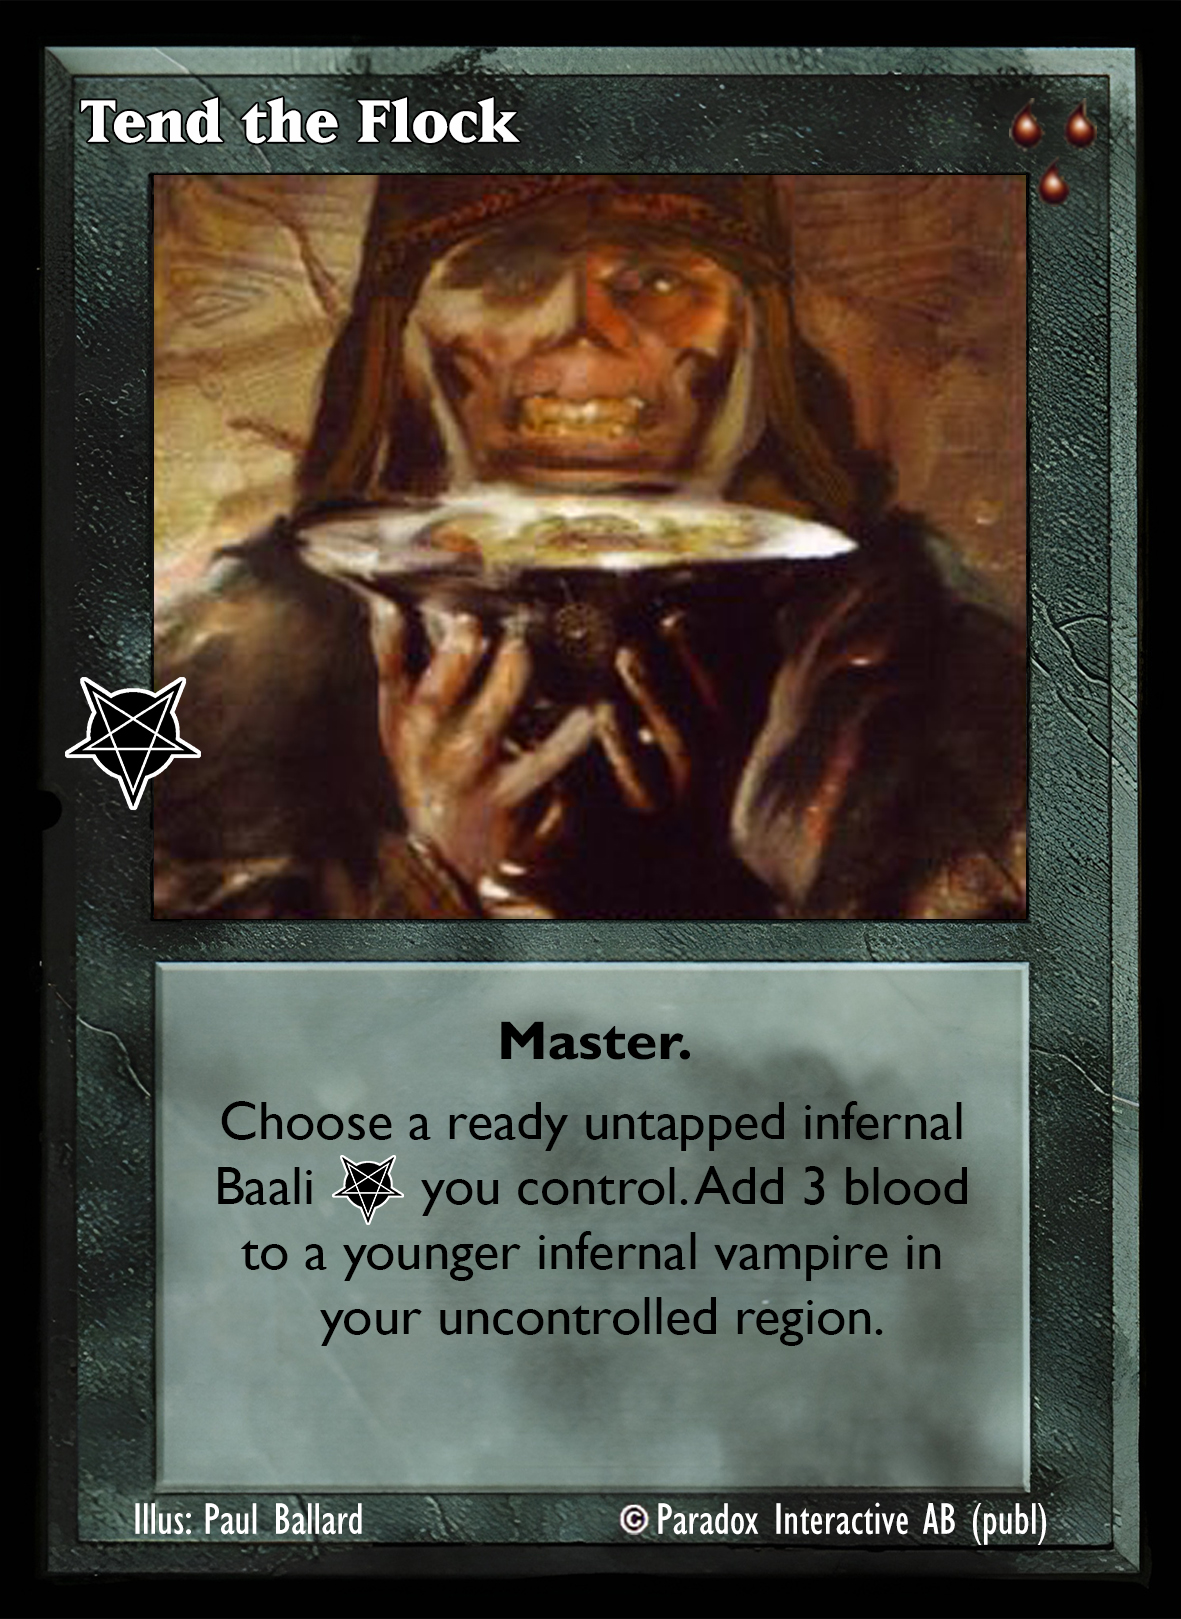 Tend the Flock
Master.
Choose a ready untapped infernal
Baali you control. Add 3 blood
to a younger infernal vampire in
your uncontrolled region.
Illus: Paul Ballard
© Paradox Interactive AB (publ)